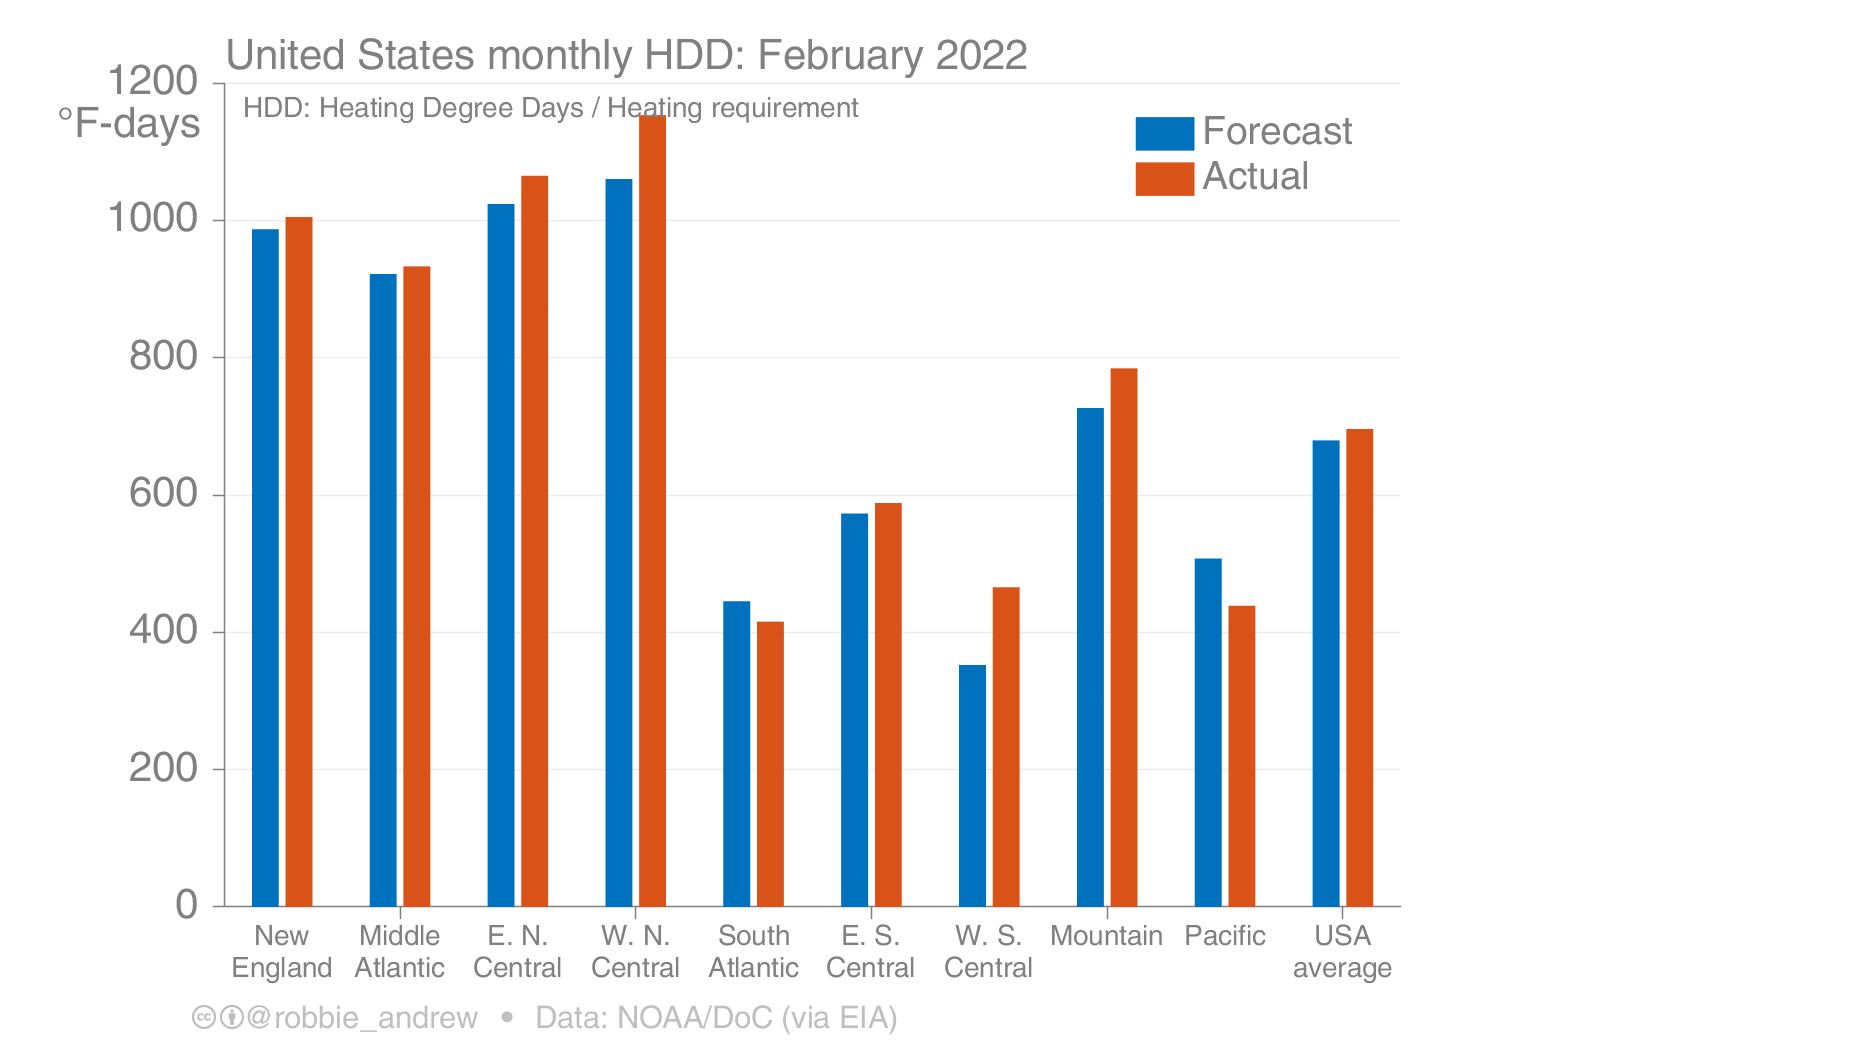 United States monthly HDD: February 2022
1200
°F-days
HDD: Heating Degree Days / Heating requirement
Forecast
Actual
1000
800
600
400
200
0
New England
Middle Atlantic
E. N. Central
W. N. Central
South Atlantic
E. S. Central
W. S. Central
Mountain
Pacific
USA average
cc @robbie_andrew • Data: NOAA/DoC (via EIA)